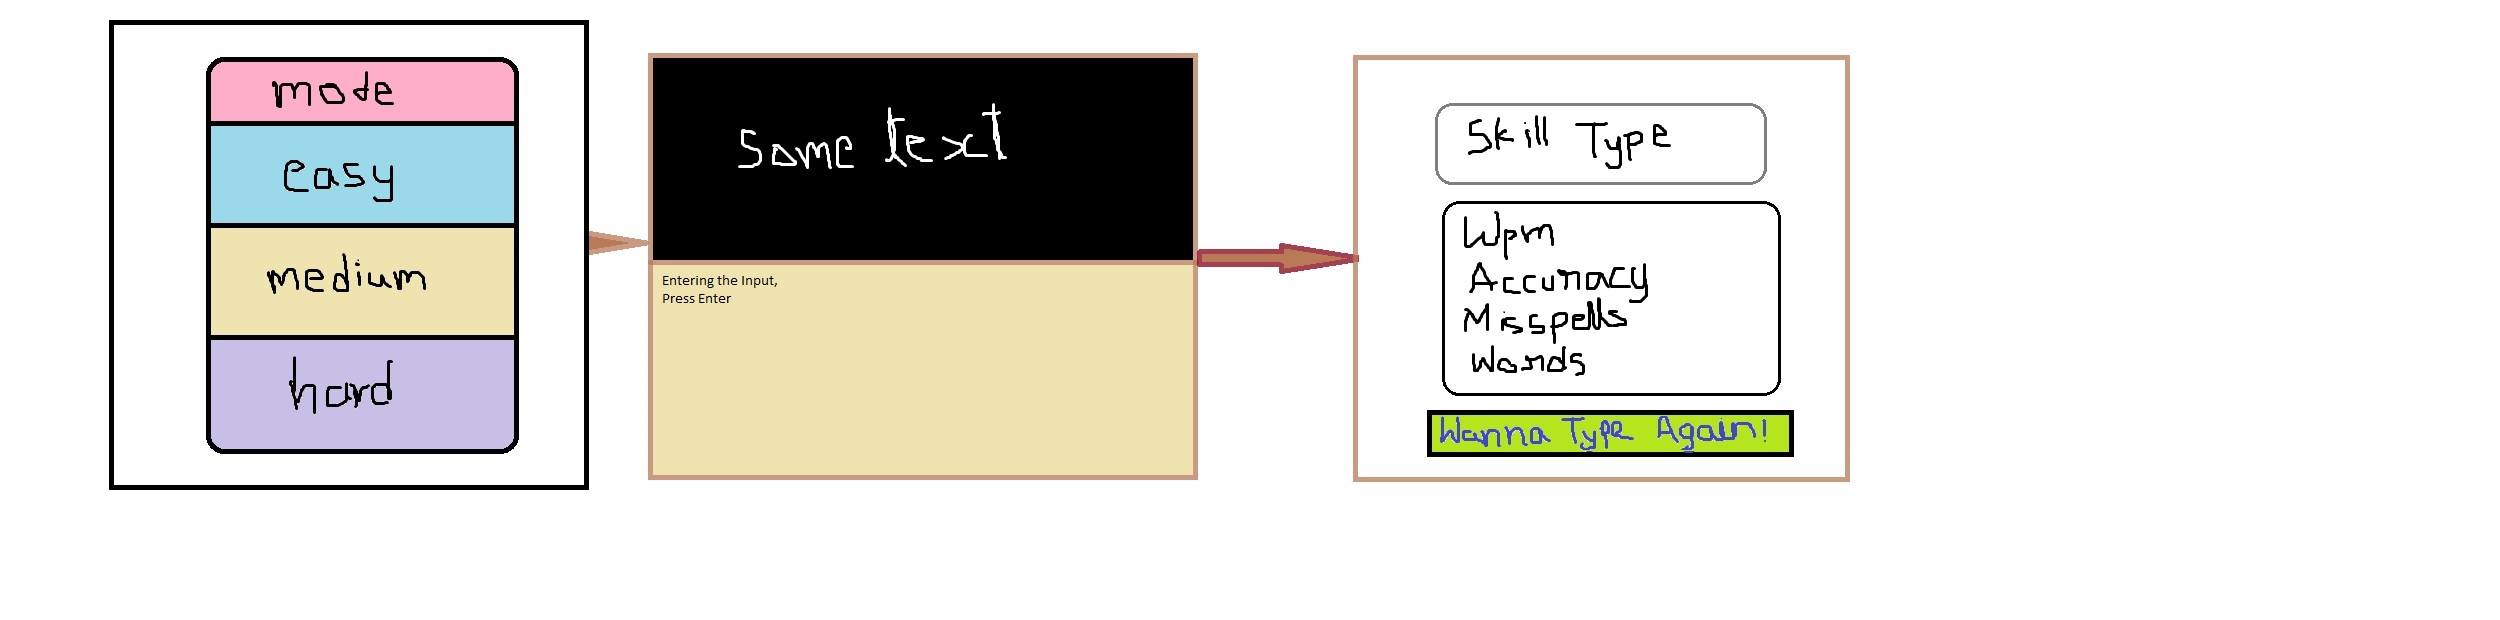 mode
easy
medium
hard
Some text
Entering the Input,
Press Enter
Skill Type
Wpm
Accuracy
Misspells
Words
Wanna Type Again!